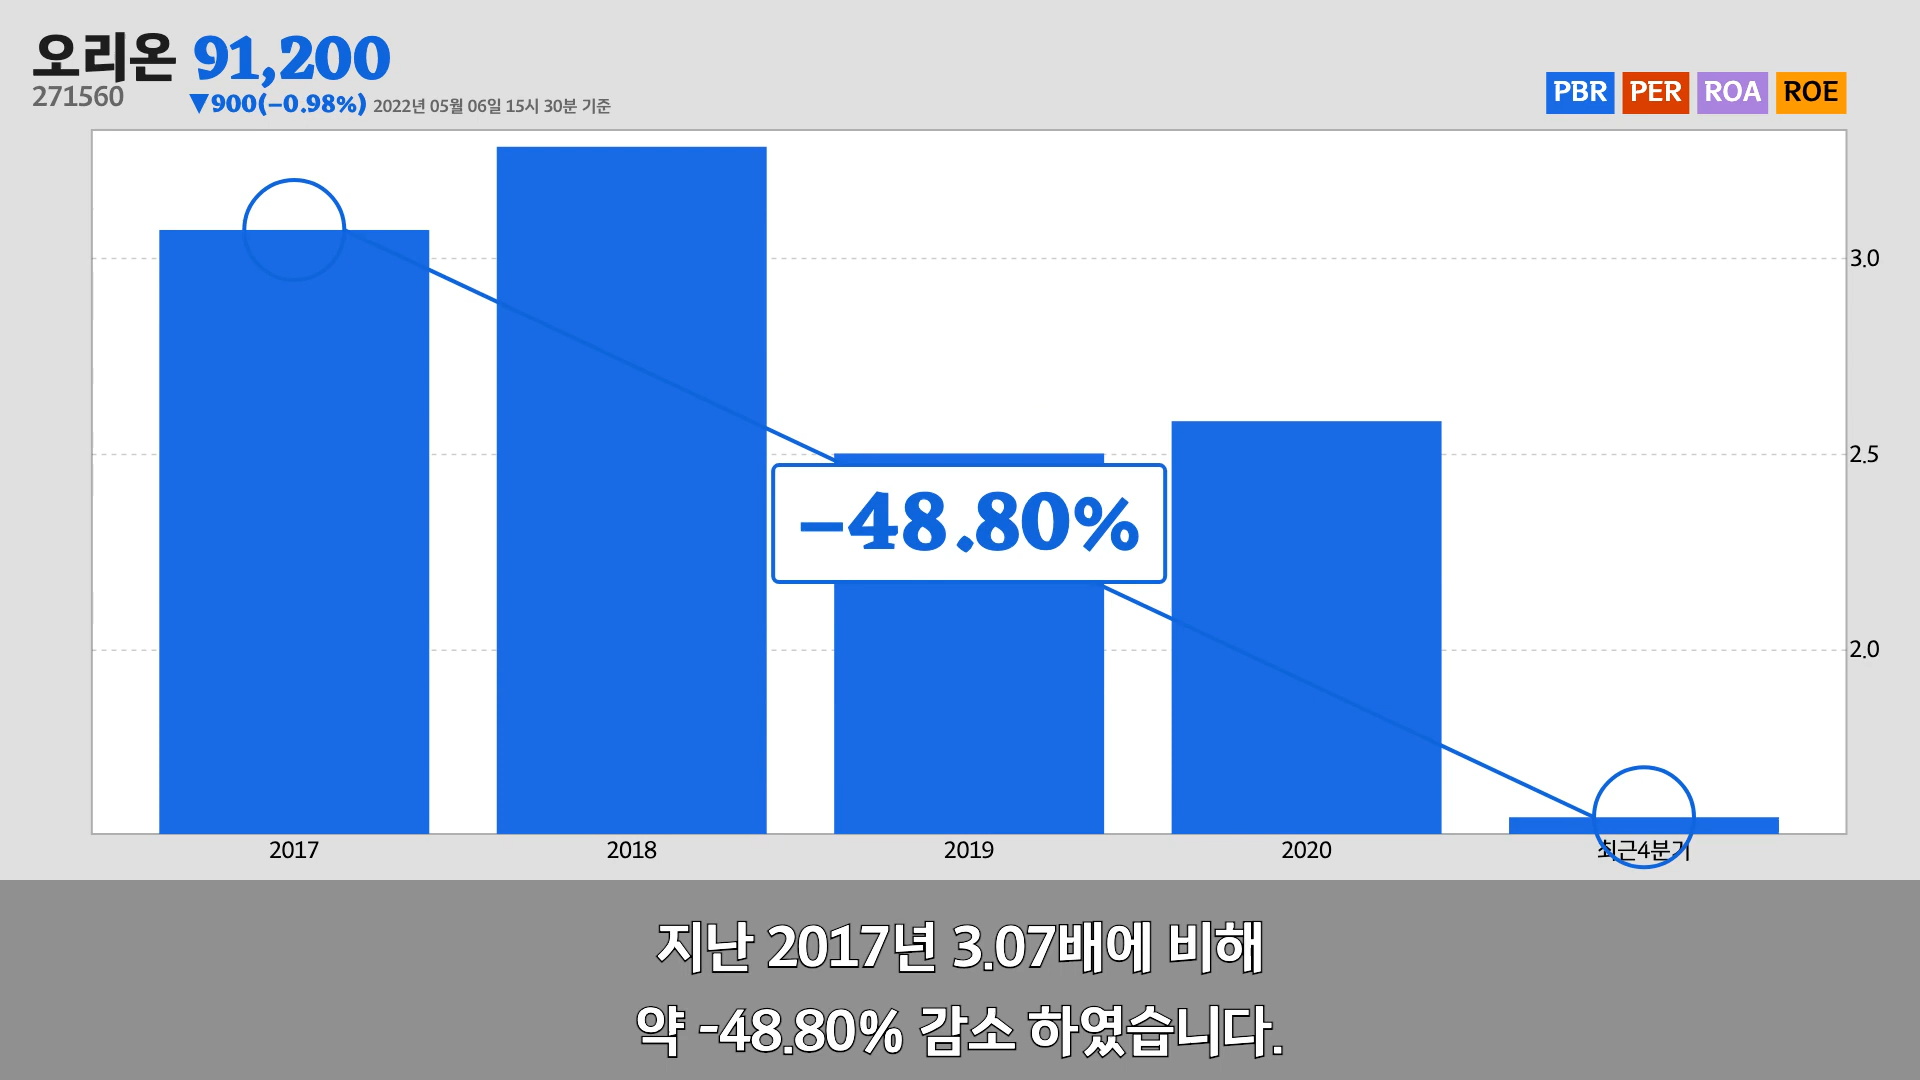 오리온 91,200
271560
▼900(−0.98%) 2022년 05월 06일 15시 30분 기준
PBR PER ROA ROE
3.0
2.5
2.0
−48.80%
2017 2018 2019 2020 최근4분기
지난 2017년 3.07배에 비해
약 -48.80% 감소 하였습니다.